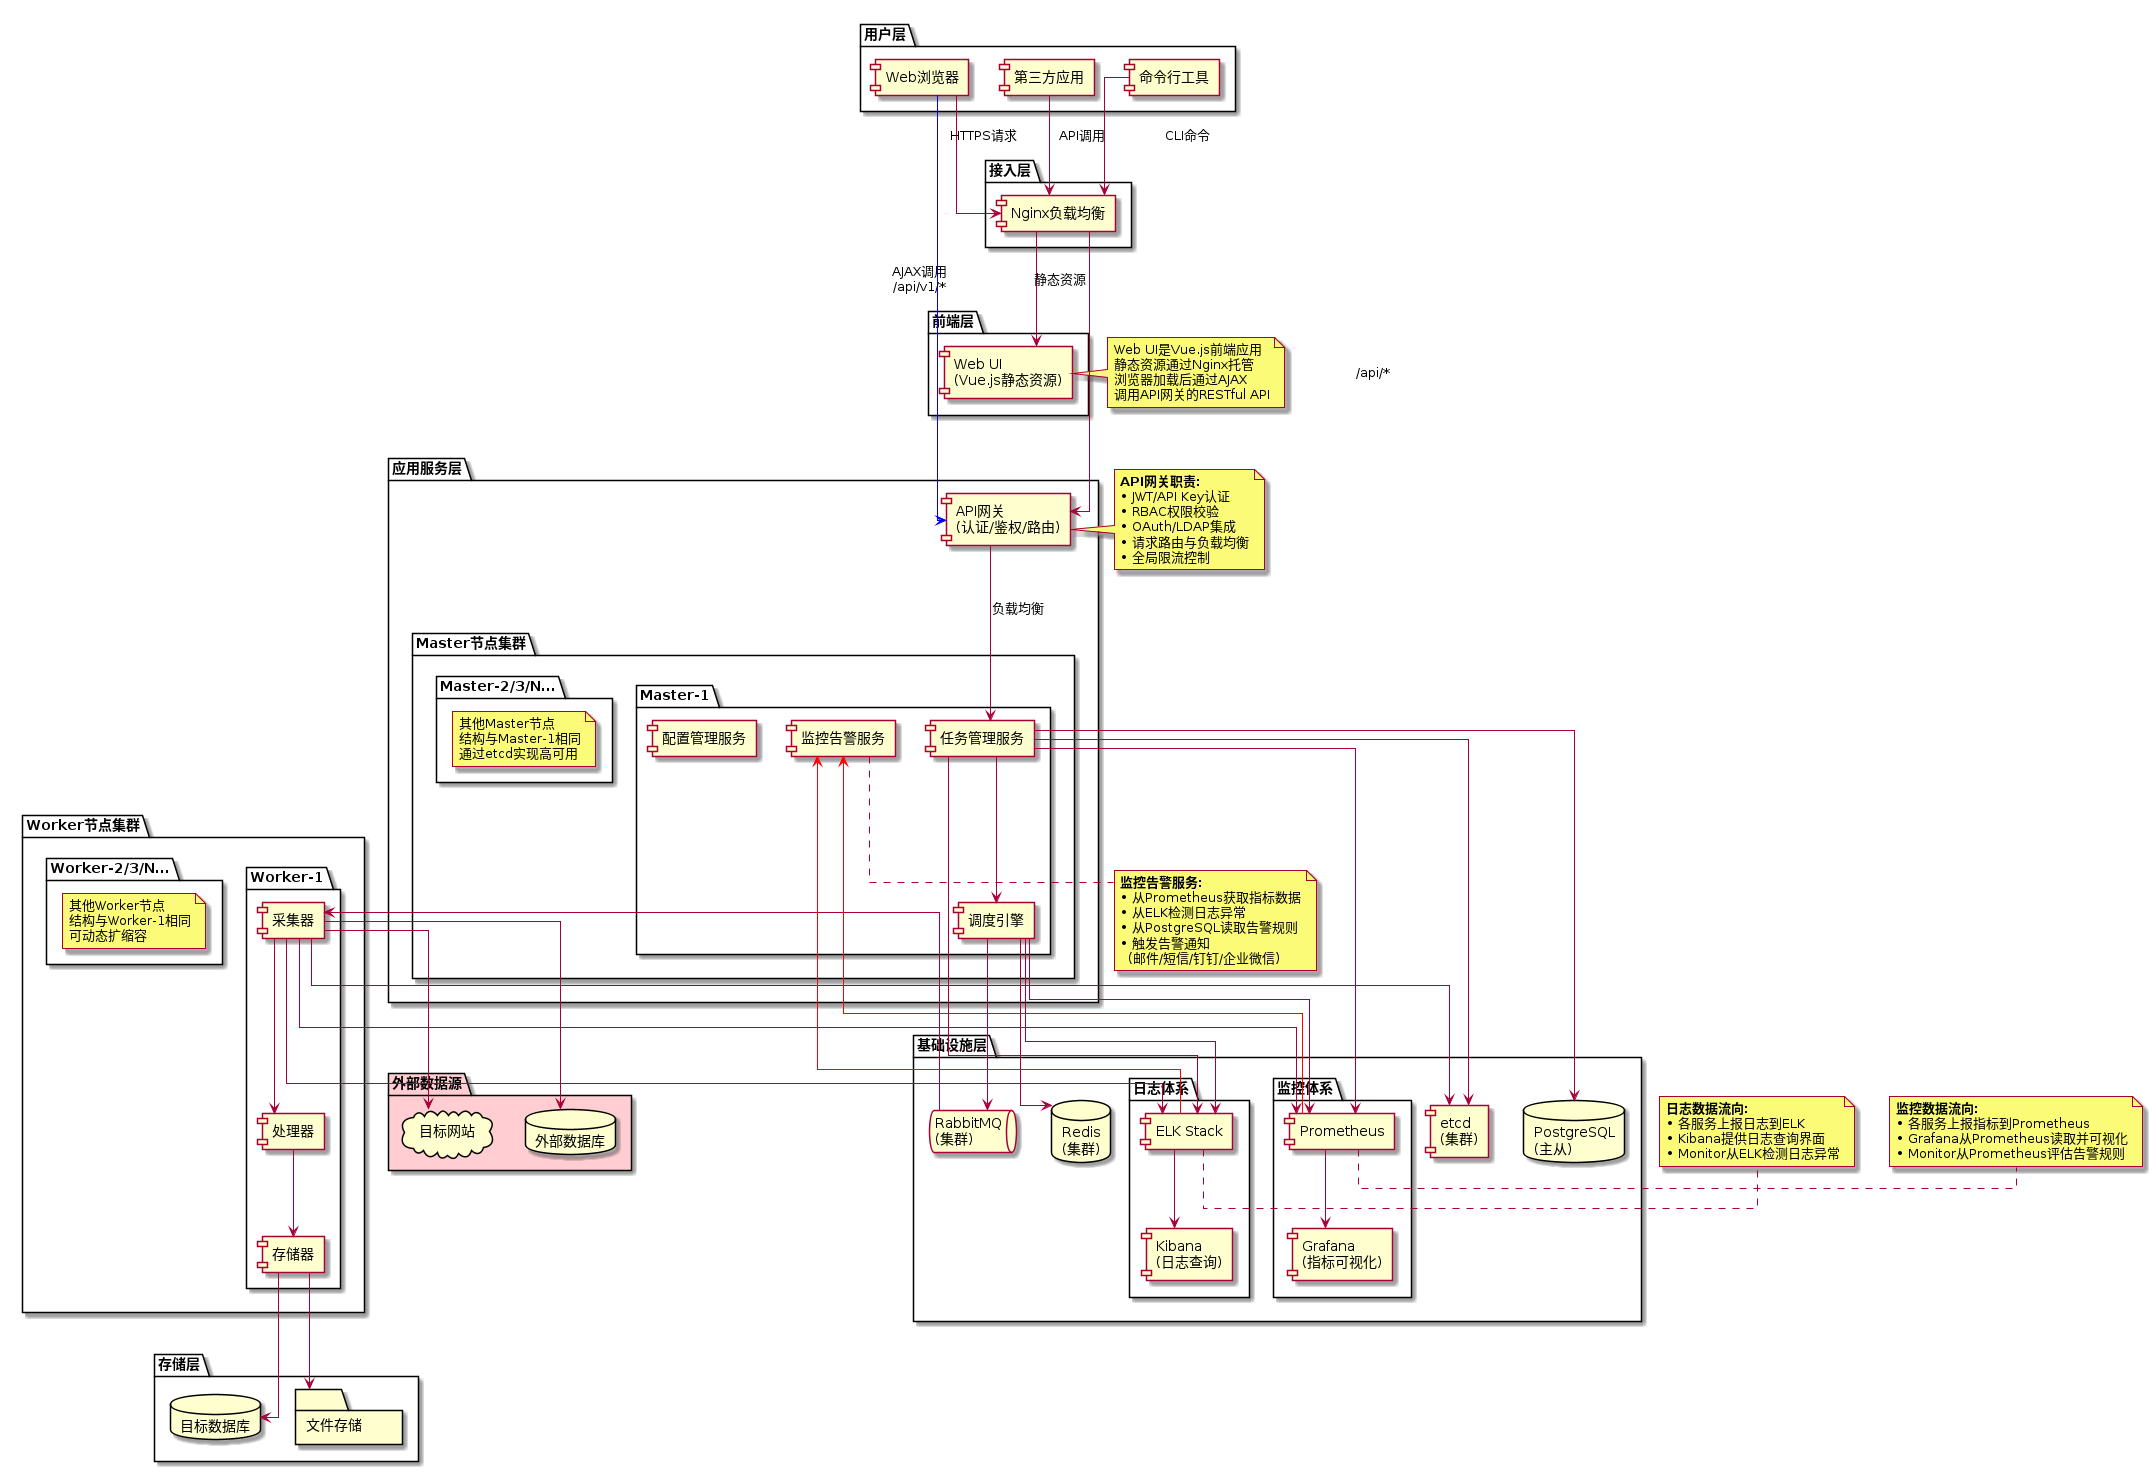 用户层
Web浏览器
第三方应用
命令行工具
HTTPS请求
API调用
CLI命令
接入层
Nginx负载均衡
AJAX调用
/api/v1/*
静态资源
前端层
Web UI
(Vue.js静态资源)
Web UI是Vue.js前端应用
静态资源通过Nginx托管
浏览器加载后通过AJAX
调用API网关的RESTful API
/api/*
应用服务层
API网关
(认证/鉴权/路由)
API网关职责:
• JWT/API Key认证
• RBAC权限校验
• OAuth/LDAP集成
• 请求路由与负载均衡
• 全局限流控制
负载均衡
Master节点集群
Master-2/3/N...
其他Master节点
结构与Master-1相同
通过etcd实现高可用
Master-1
配置管理服务
监控告警服务
任务管理服务
调度引擎
监控告警服务:
• 从Prometheus获取指标数据
• 从ELK检测日志异常
• 从PostgreSQL读取告警规则
• 触发告警通知
(邮件/短信/钉钉/企业微信)
Worker节点集群
Worker-2/3/N...
其他Worker节点
结构与Worker-1相同
可动态扩缩容
Worker-1
采集器
处理器
存储器
外部数据源
目标网站
外部数据库
基础设施层
RabbitMQ
(集群)
Redis
(集群)
日志体系
ELK Stack
Kibana
(日志查询)
监控体系
Prometheus
Grafana
(指标可视化)
etcd
(集群)
PostgreSQL
(主从)
日志数据流向:
• 各服务上报日志到ELK
• Kibana提供日志查询界面
• Monitor从ELK检测日志异常
监控数据流向:
• 各服务上报指标到Prometheus
• Grafana从Prometheus读取并可视化
• Monitor从Prometheus评估告警规则
存储层
目标数据库
文件存储